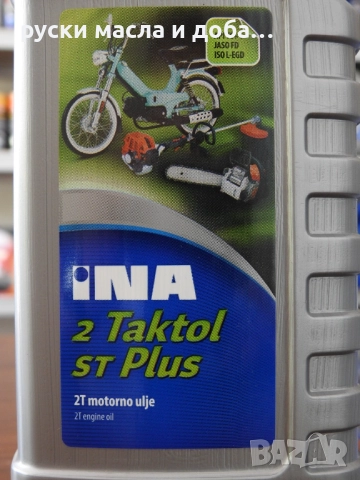 руски масла и доба...
JASO FD
ISO L-EGD
INA
2 Taktol
ST Plus
2T motorno ulje
2T engine oil
BAZAR